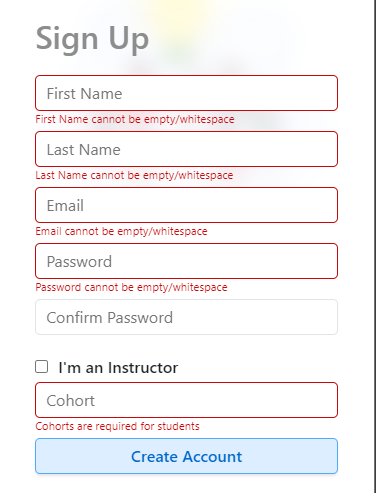 Sign Up
First Name
First Name cannot be empty/whitespace
Last Name
Last Name cannot be empty/whitespace
Email
Email cannot be empty/whitespace
Password
Password cannot be empty/whitespace
Confirm Password
I'm an Instructor
Cohort
Cohorts are required for students
Create Account